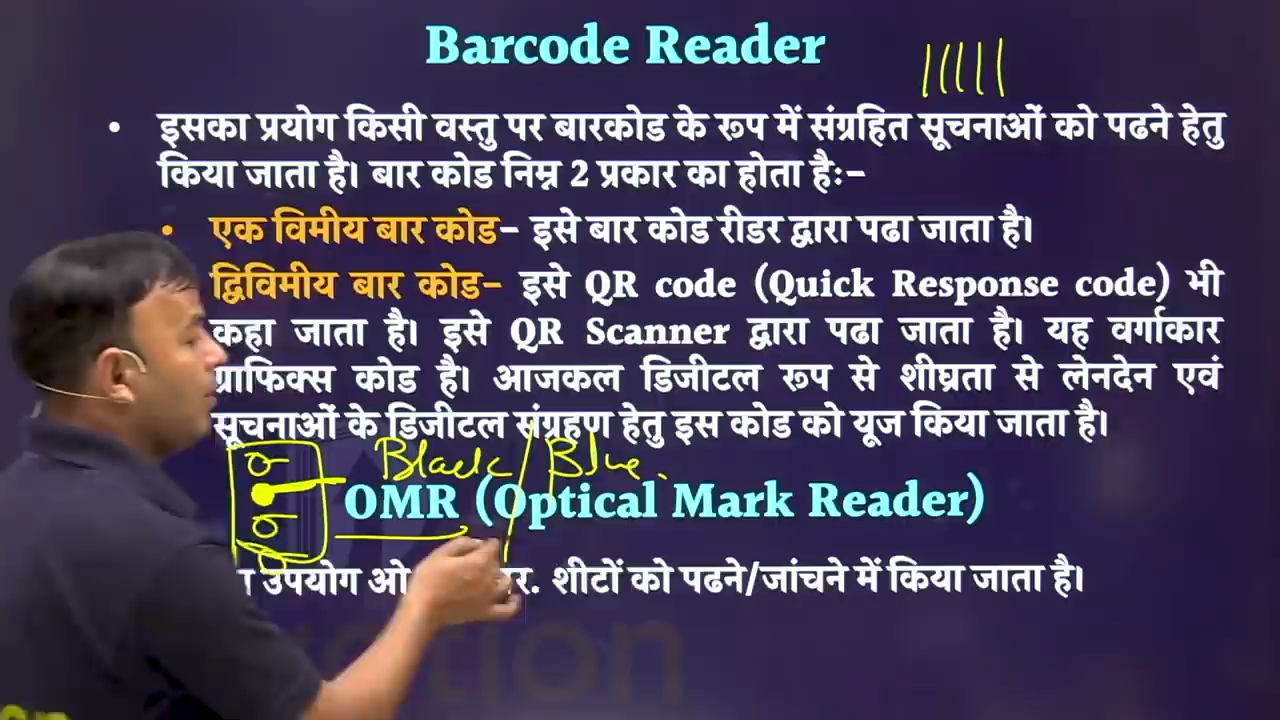 Barcode Reader
• इसका प्रयोग किसी वस्तु पर बारकोड के रूप में संग्रहित सूचनाओं को पढने हेतु
किया जाता है। बार कोड निम्न 2 प्रकार का होता हैः-
• एक विमीय बार कोड- इसे बार कोड रीडर द्वारा पढा जाता है।
द्विविमीय बार कोड- इसे QR code (Quick Response code) भी
कहा जाता है। इसे QR Scanner द्वारा पढा जाता है। यह वर्गाकार
ग्राफिक्स कोड है। आजकल डिजीटल रूप से शीघ्रता से लेनदेन एवं
सूचनाओं के डिजीटल संग्रहण हेतु इस कोड को यूज किया जाता है।
Black/Blue.
OMR (Optical Mark Reader)
उपयोग ओ र. शीटों को पढने/जांचने में किया जाता है।